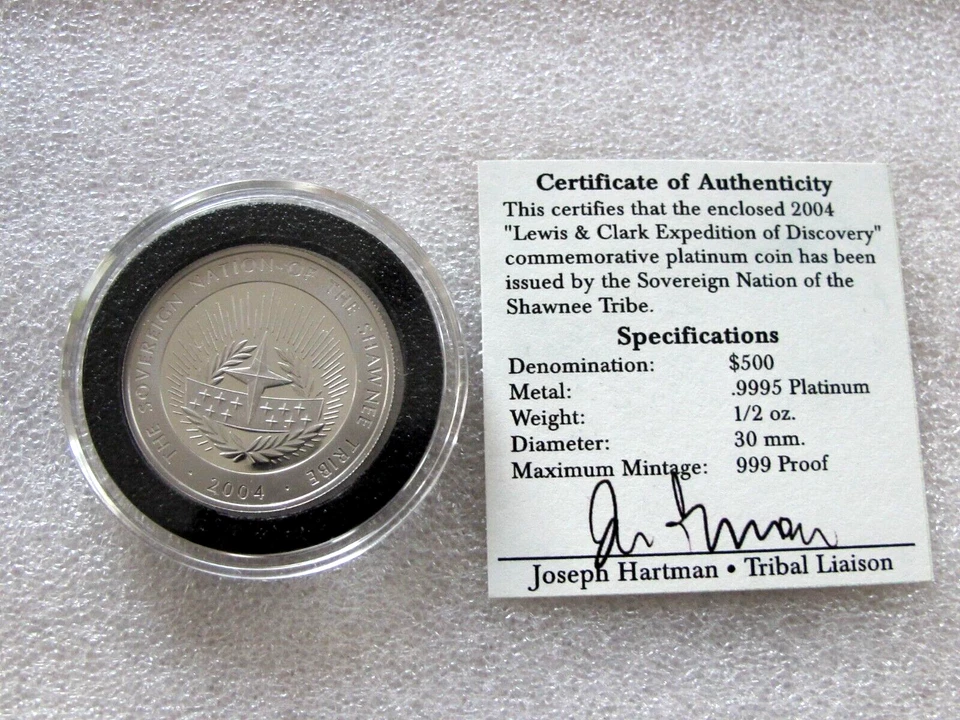 THE SOVEREIGN NATION OF THE SHAWNEE TRIBE
· 2004 ·
Certificate of Authenticity
This certifies that the enclosed 2004
"Lewis & Clark Expedition of Discovery"
commemorative platinum coin has been
issued by the Sovereign Nation of the
Shawnee Tribe.
Specifications
Denomination: $500
Metal: .9995 Platinum
Weight: 1/2 oz.
Diameter: 30 mm.
Maximum Mintage: 999 Proof
Joseph Hartman • Tribal Liaison